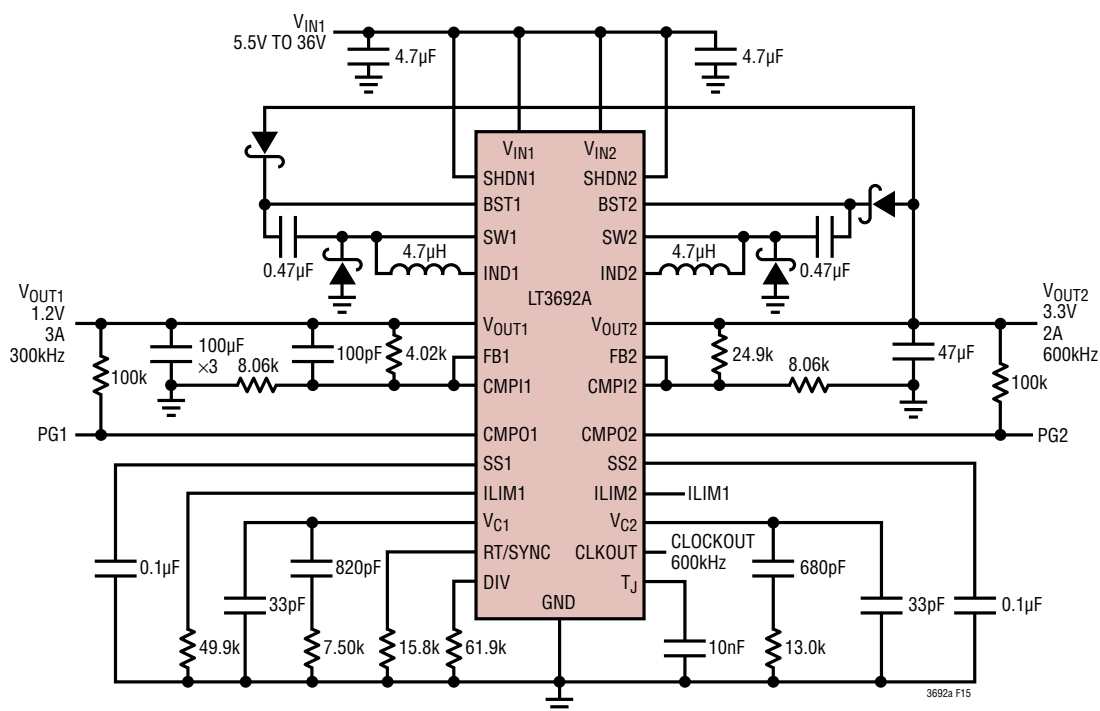 VIN1
5.5V TO 36V
4.7µF
4.7µF
VIN1
VIN2
SHDN1
SHDN2
BST1
BST2
SW1
SW2
0.47µF
4.7µH
IND1
4.7µH
IND2
0.47µF
LT3692A
VOUT1
1.2V
3A
300kHz
VOUT1
VOUT2
VOUT2
3.3V
2A
600kHz
100k
100µF
×3
8.06k
100pF
4.02k
FB1
FB2
24.9k
8.06k
47µF
100k
CMPI1
CMPI2
PG1
CMPO1
CMPO2
PG2
SS1
SS2
ILIM1
ILIM2
ILIM1
VC1
VC2
RT/SYNC
CLKOUT
CLOCKOUT
600kHz
DIV
TJ
GND
0.1µF
33pF
820pF
680pF
33pF
0.1µF
49.9k
7.50k
15.8k
61.9k
10nF
13.0k
3692a F15